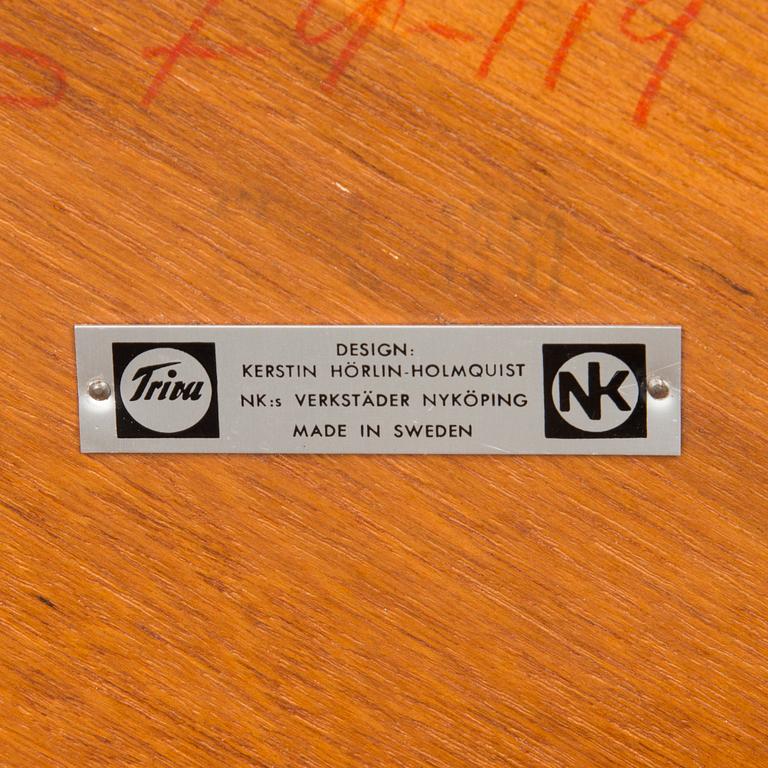 DESIGN:
KERSTIN HÖRLIN-HOLMQUIST
NK:s VERKSTÄDER NYKÖPING
MADE IN SWEDEN
Triva
NK